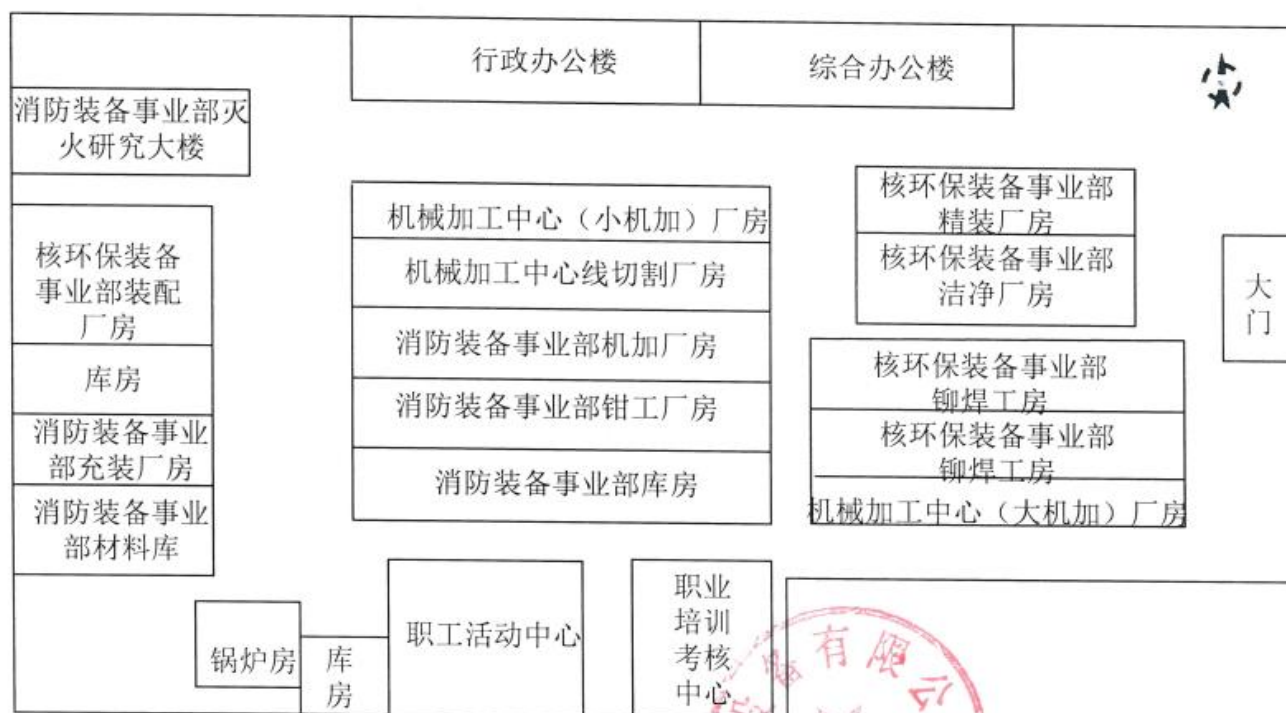 行政办公楼
综合办公楼
消防装备事业部灭
火研究大楼
机械加工中心（小机加）厂房
机械加工中心线切割厂房
消防装备事业部机加厂房
消防装备事业部钳工厂房
消防装备事业部库房
核环保装备事业部
精装厂房
核环保装备事业部
洁净厂房
大
门
核环保装备
事业部装配
厂房
库房
消防装备事业
部充装厂房
消防装备事业
部材料库
核环保装备事业部
铆焊工房
核环保装备事业部
铆焊工房
机械加工中心（大机加）厂房
锅炉房
库
房
职工活动中心
职业
培训
考核
中心
备有限公